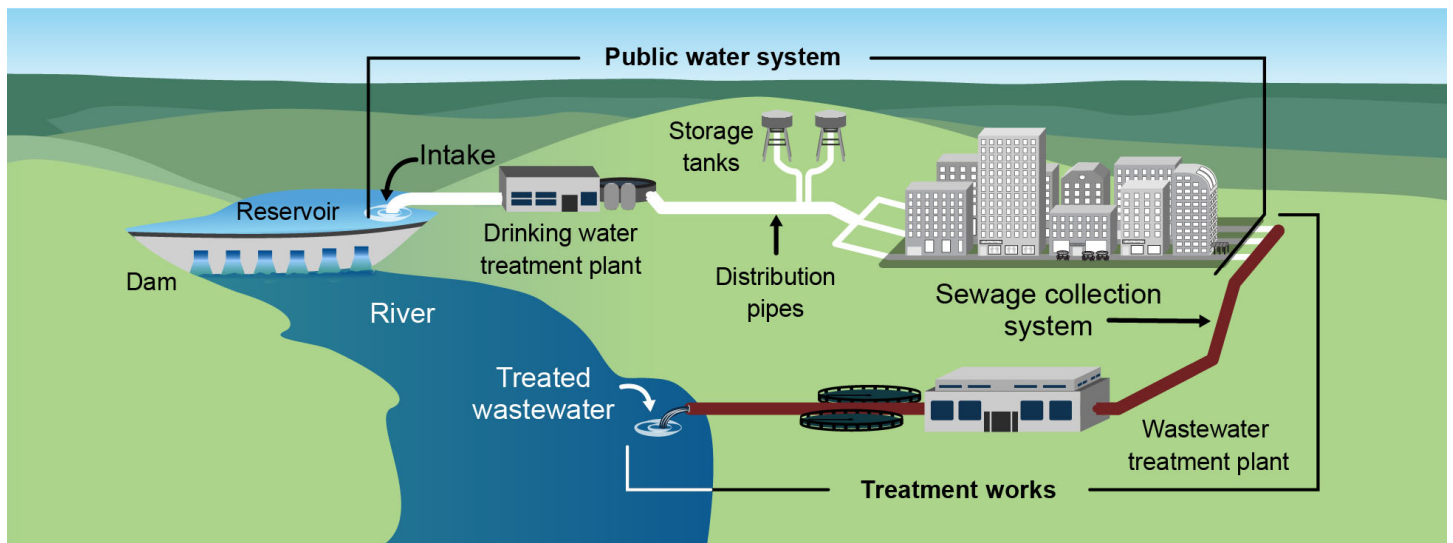 Public water system
Intake
Storage
tanks
Reservoir
Drinking water
treatment plant
Dam
Distribution
pipes
River
Sewage collection
system
Treated
wastewater
Wastewater
treatment plant
Treatment works